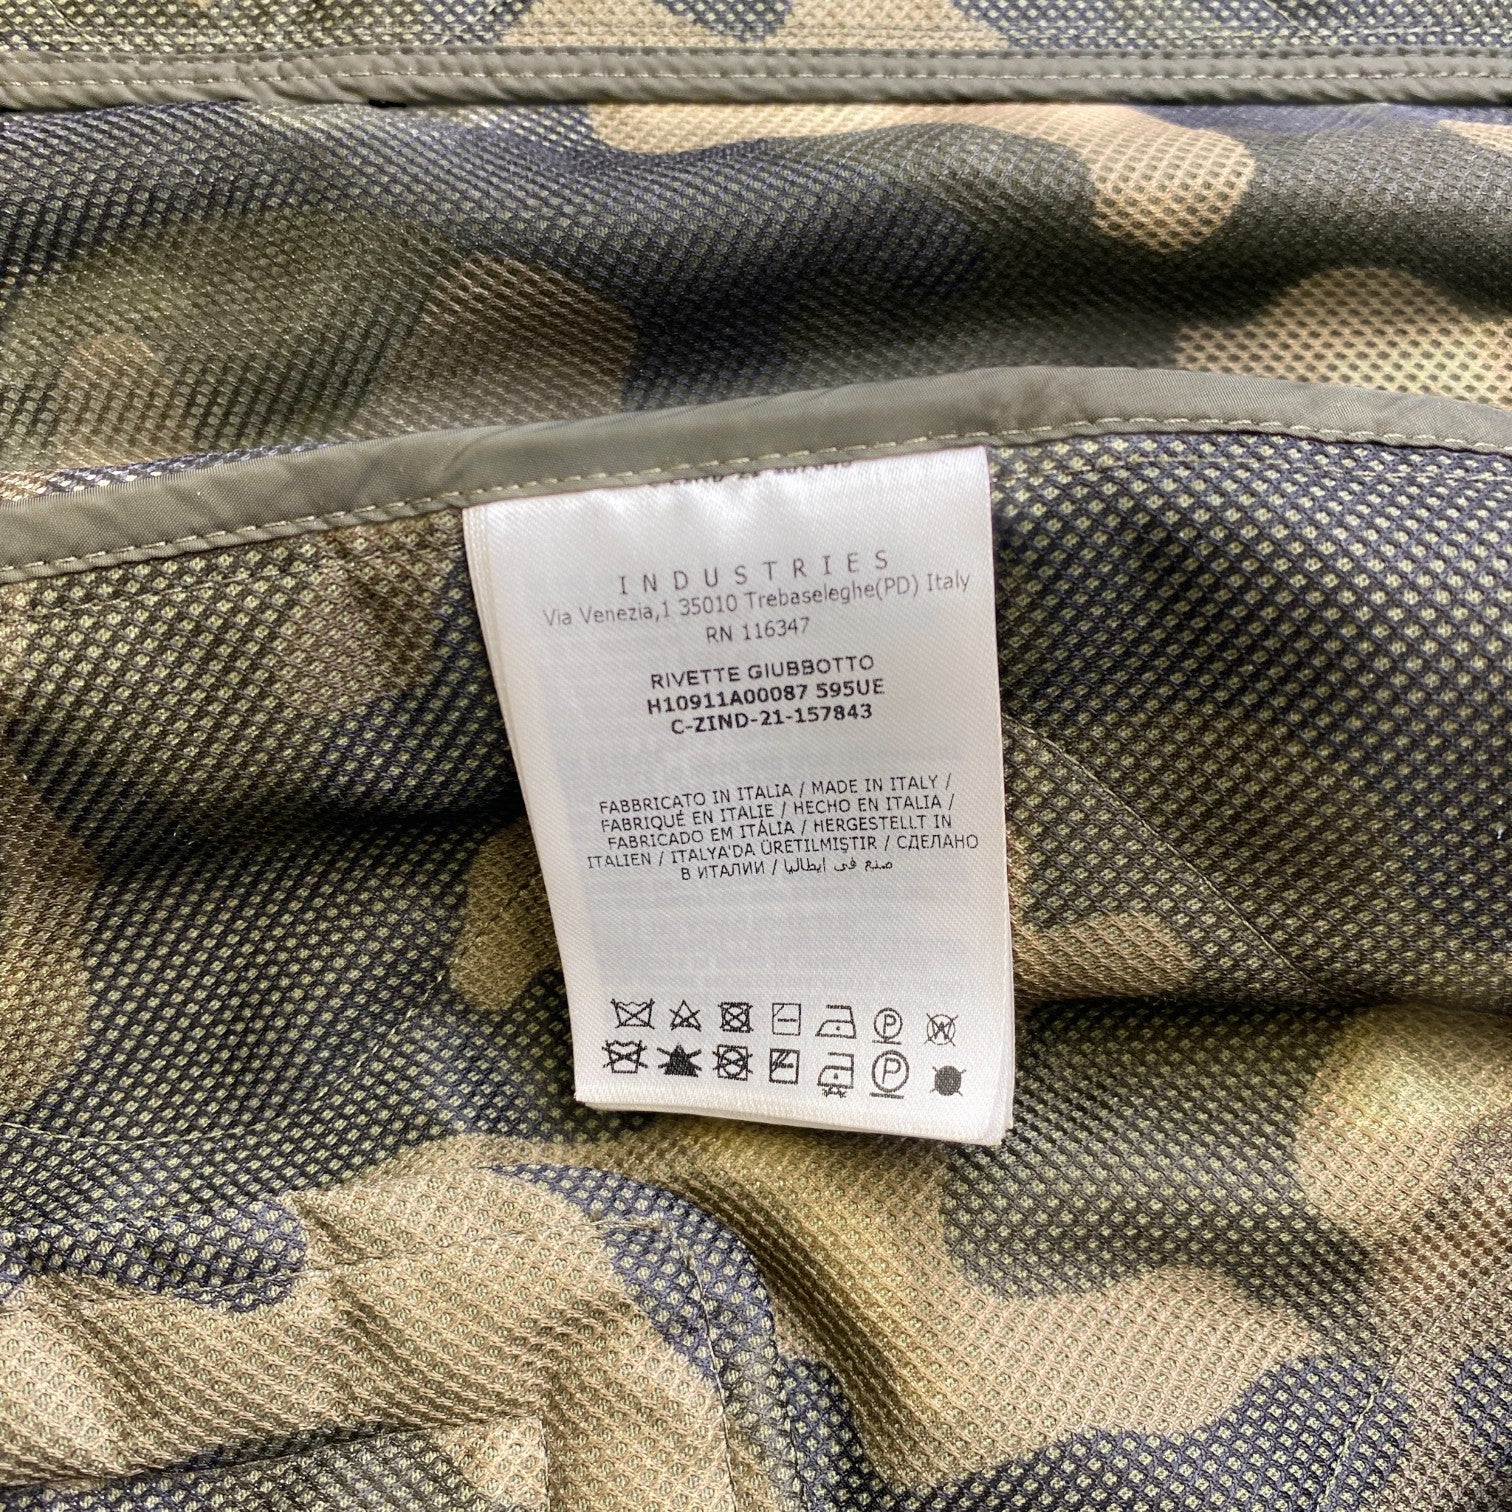 I N D U S T R I E S
Via Venezia,1 35010 Trebaseleghe(PD) Italy
RN 116347
RIVETTE GIUBBOTTO
H10911A00087 595UE
C-ZIND-21-157843
FABBRICATO IN ITALIA / MADE IN ITALY /
FABRIQUÉ EN ITALIE / HECHO EN ITALIA /
FABRICADO EM ITÁLIA / HERGESTELLT IN
ITALIEN / ITALYA'DA ÜRETILMIŞTIR / СДЕЛАНО
В ИТАЛИИ / صنع في ايطاليا
P W
P